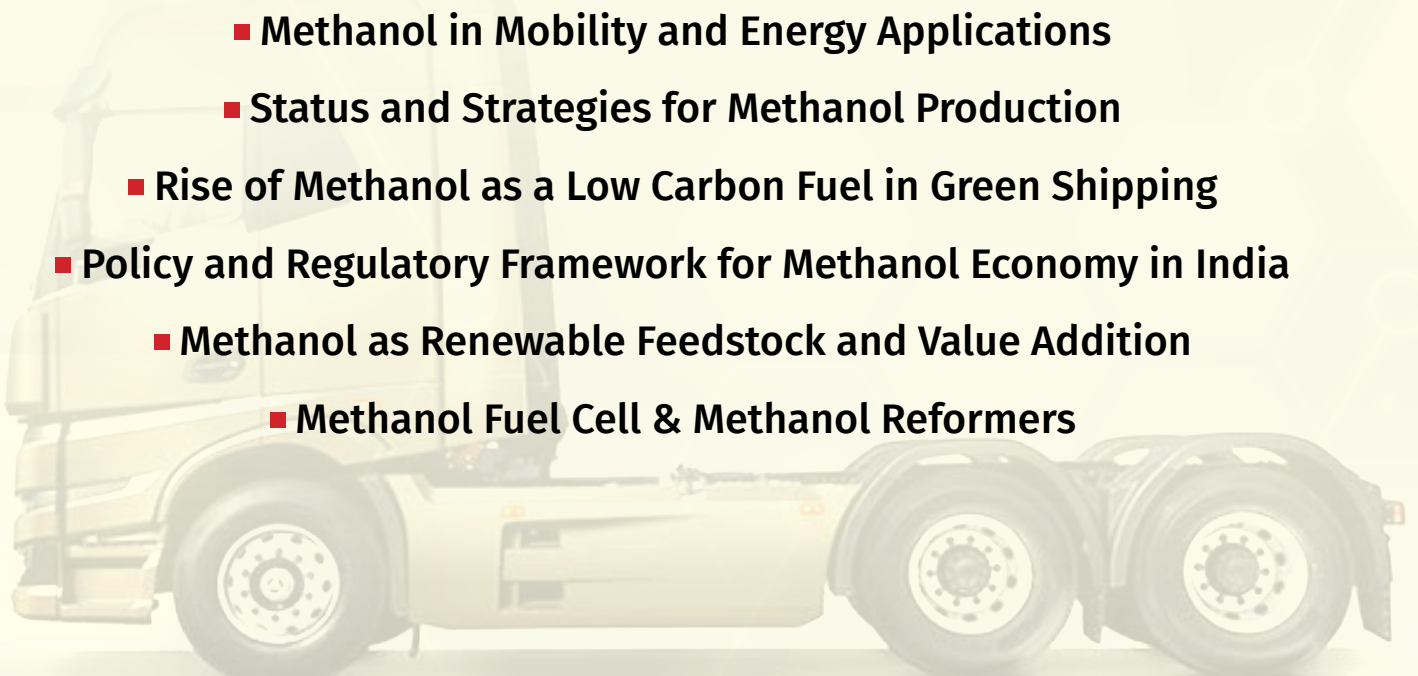 ▪ Methanol in Mobility and Energy Applications
▪ Status and Strategies for Methanol Production
▪ Rise of Methanol as a Low Carbon Fuel in Green Shipping
▪ Policy and Regulatory Framework for Methanol Economy in India
▪ Methanol as Renewable Feedstock and Value Addition
▪ Methanol Fuel Cell & Methanol Reformers